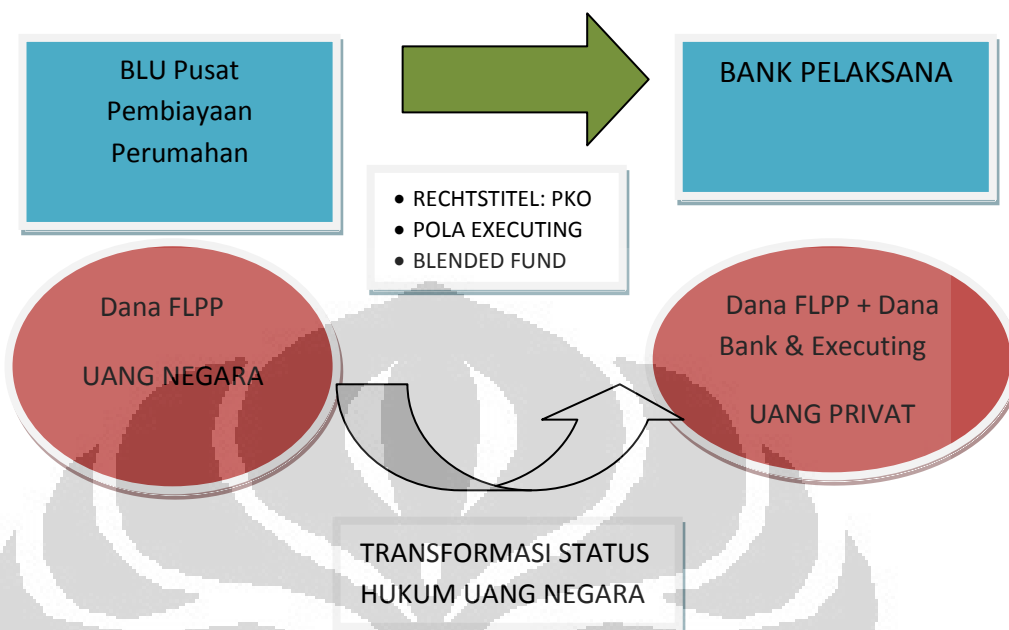 BLU Pusat
Pembiayaan
Perumahan
BANK PELAKSANA
• RECHTSTITEL: PKO
• POLA EXECUTING
• BLENDED FUND
Dana FLPP
UANG NEGARA
Dana FLPP + Dana
Bank & Executing
UANG PRIVAT
TRANSFORMASI STATUS
HUKUM UANG NEGARA